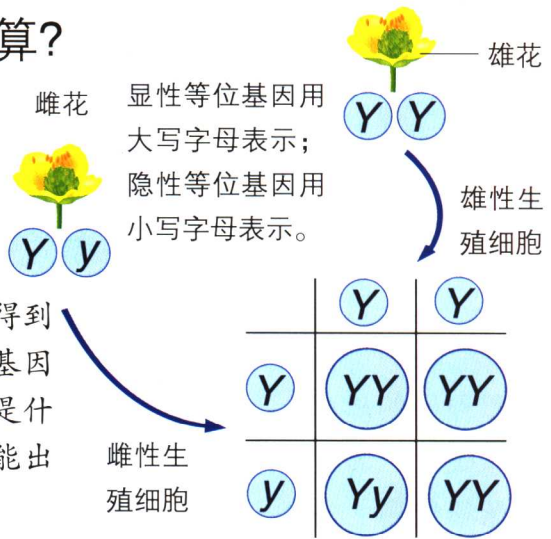 算?
雄花
雌花
显性等位基因用
大写字母表示;
隐性等位基因用
小写字母表示。
Y Y
Y y
雄性生
殖细胞
得到
基因
是什
能出
雌性生
殖细胞
Y Y
Y YY YY
y Yy YY